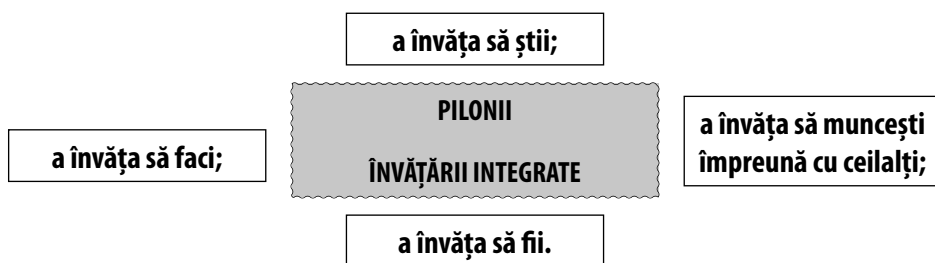 a învăța să știi;
PILONII
ÎNVĂȚĂRII INTEGRATE
a învăța să faci;
a învăța să muncești
împreună cu ceilalți;
a învăța să fii.